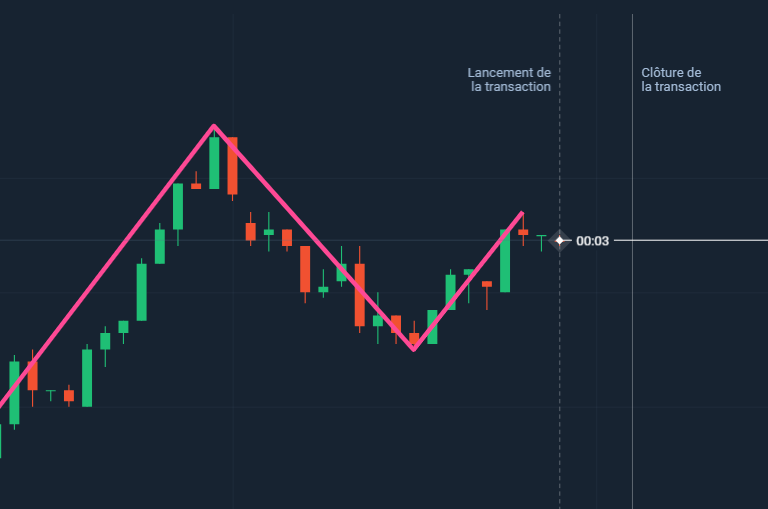 Lancement de
la transaction
Clôture de
la transaction
00:03